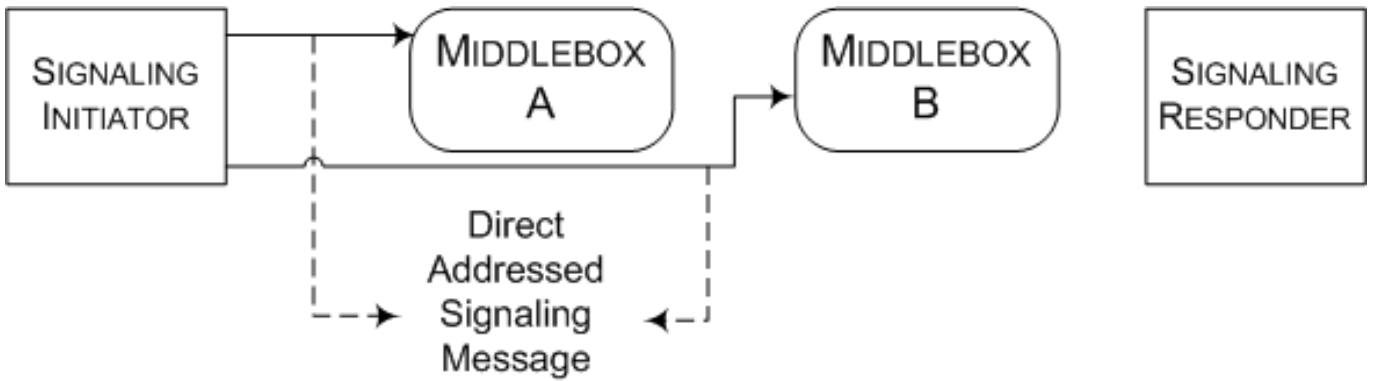 SIGNALING
INITIATOR
MIDDLEBOX
A
MIDDLEBOX
B
SIGNALING
RESPONDER
Direct
Addressed
Signaling
Message